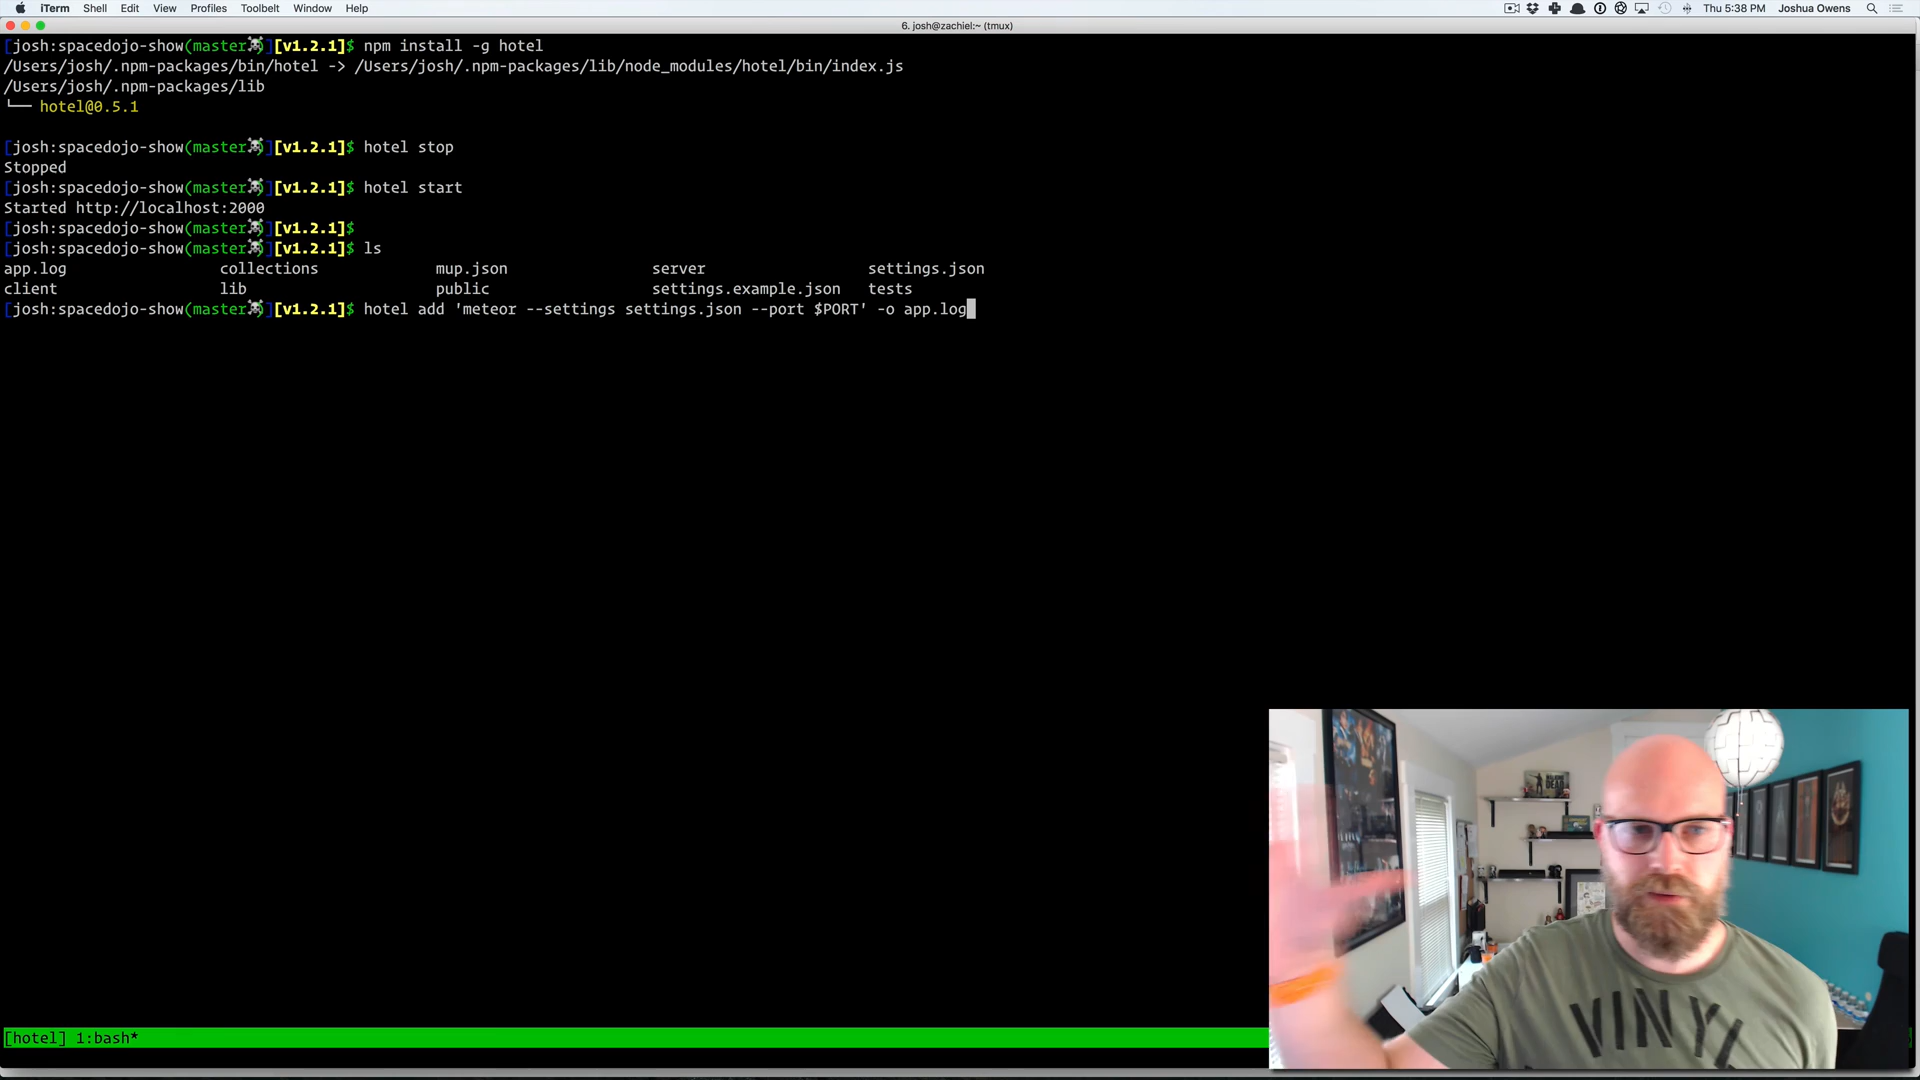 iTerm Shell Edit View Profiles Toolbelt Window Help Thu 5:38 PM Joshua Owens
6. josh@zachiel:~ (tmux)
[josh:spacedojo-show(master☠)][v1.2.1]$ npm install -g hotel
/Users/josh/.npm-packages/bin/hotel -> /Users/josh/.npm-packages/lib/node_modules/hotel/bin/index.js
/Users/josh/.npm-packages/lib
└── hotel@0.5.1
[josh:spacedojo-show(master☠)][v1.2.1]$ hotel stop
Stopped
[josh:spacedojo-show(master☠)][v1.2.1]$ hotel start
Started http://localhost:2000
[josh:spacedojo-show(master☠)][v1.2.1]$
[josh:spacedojo-show(master☠)][v1.2.1]$ ls
app.log collections mup.json server settings.json
client lib public settings.example.json tests
[josh:spacedojo-show(master☠)][v1.2.1]$ hotel add 'meteor --settings settings.json --port $PORT' -o app.log
[hotel] 1:bash*
DEAD
VINYL